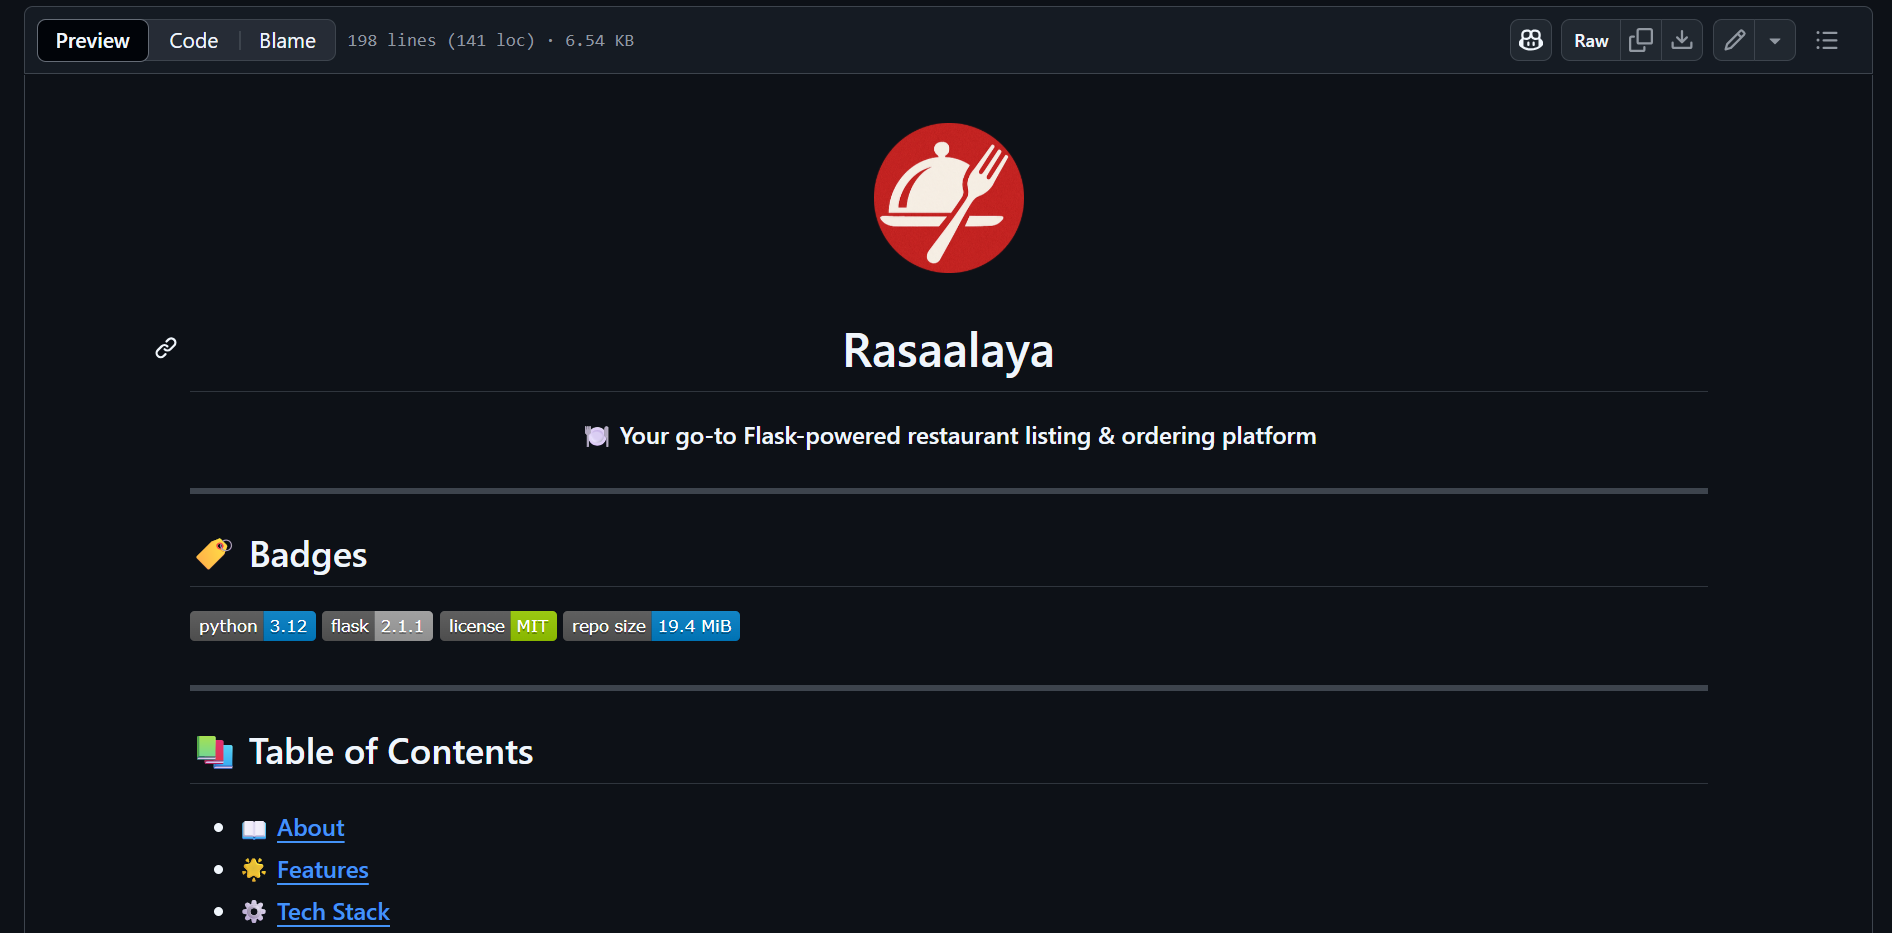 Preview Code Blame 198 lines (141 loc) · 6.54 KB Raw
Rasaalaya
🍽️ Your go-to Flask-powered restaurant listing & ordering platform
🏷️ Badges
python 3.12 flask 2.1.1 license MIT repo size 19.4 MiB
📚 Table of Contents
• 📖 About
• 🌟 Features
• ⚙️ Tech Stack